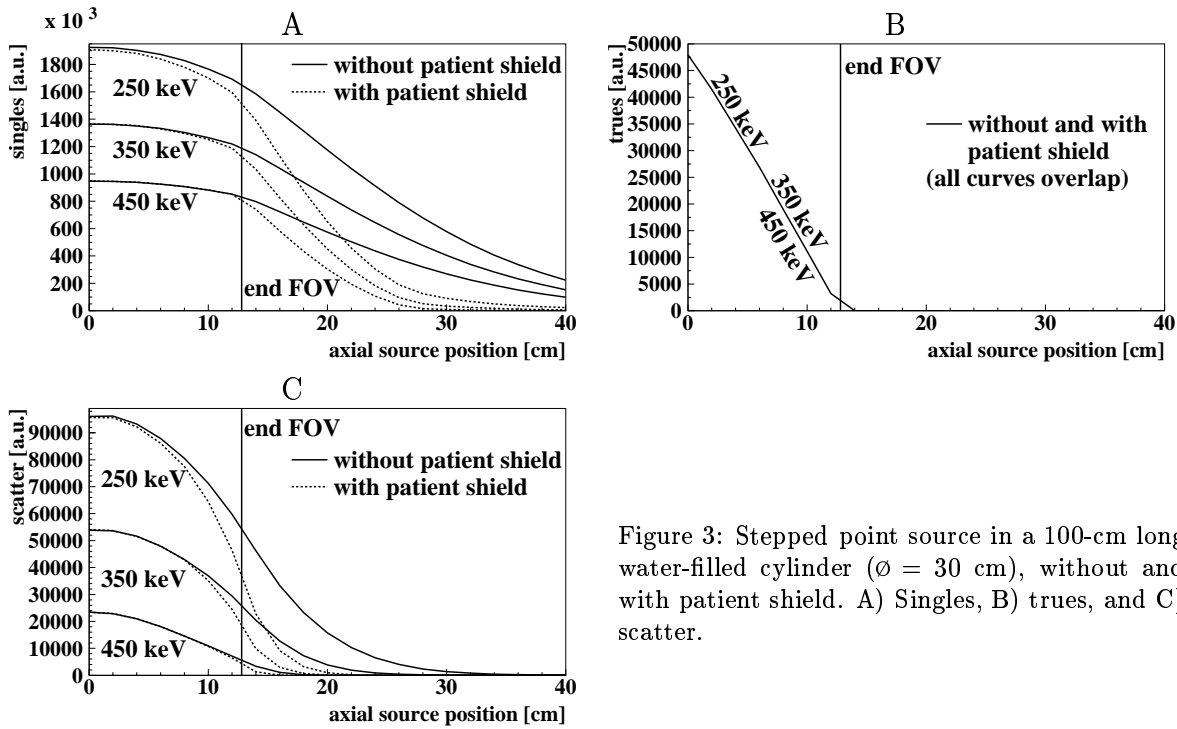 A
x 10 3
singles [a.u.]
1800
1600
1400
1200
1000
800
600
400
200
0
250 keV
350 keV
450 keV
without patient shield
with patient shield
end FOV
0 10 20 30 40
axial source position [cm]
B
trues [a.u.]
50000
45000
40000
35000
30000
25000
20000
15000
10000
5000
0
250 keV
350 keV
450 keV
end FOV
without and with
patient shield
(all curves overlap)
0 10 20 30 40
axial source position [cm]
C
scatter [a.u.]
90000
80000
70000
60000
50000
40000
30000
20000
10000
0
250 keV
350 keV
450 keV
end FOV
without patient shield
with patient shield
0 10 20 30 40
axial source position [cm]
Figure 3: Stepped point source in a 100-cm long
water-filled cylinder (ø = 30 cm), without and
with patient shield. A) Singles, B) trues, and C)
scatter.